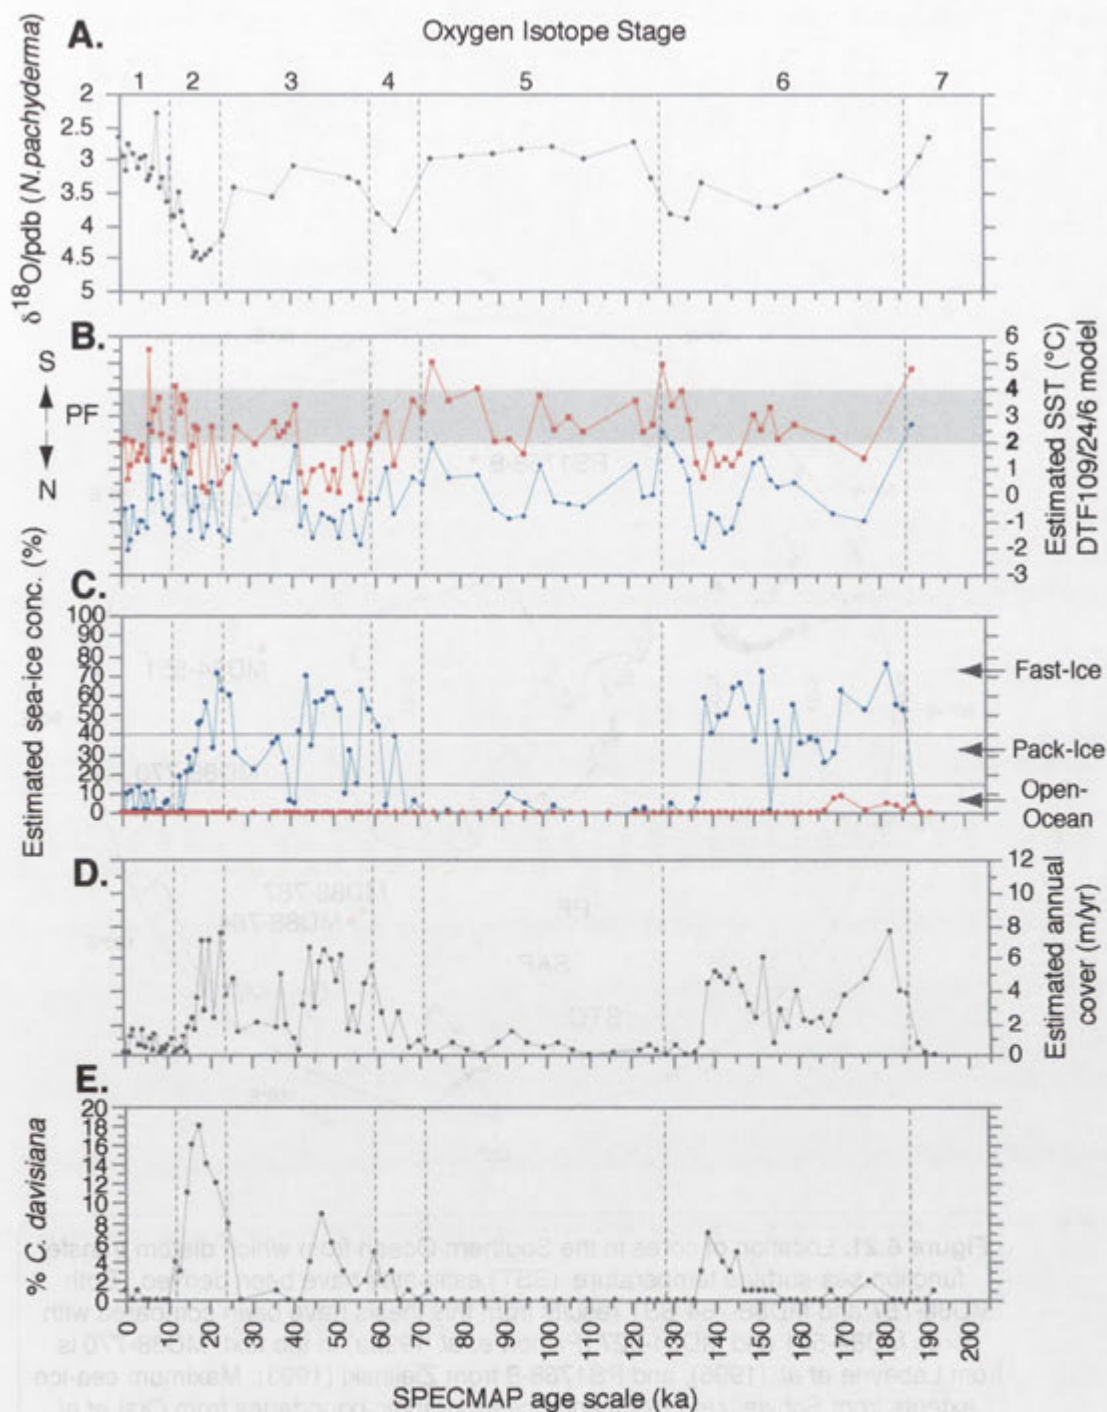 A.
Oxygen Isotope Stage
1 2 3 4 5 6 7
δ18O/pdb (N.pachyderma)
2
2.5
3
3.5
4
4.5
5
B.
S
PF
N
6
5
4
3
2
1
0
-1
-2
-3
Estimated SST (°C)
DTF109/24/6 model
C.
Estimated sea-ice conc. (%)
100
90
80
70
60
50
40
30
20
10
0
Fast-Ice
Pack-Ice
Open-
Ocean
D.
12
10
8
6
4
2
0
Estimated annual
cover (m/yr)
E.
% C. davisiana
20
18
16
14
12
10
8
6
4
2
0
0 10 20 30 40 50 60 70 80 90 100 110 120 130 140 150 160 170 180 190 200
SPECMAP age scale (ka)